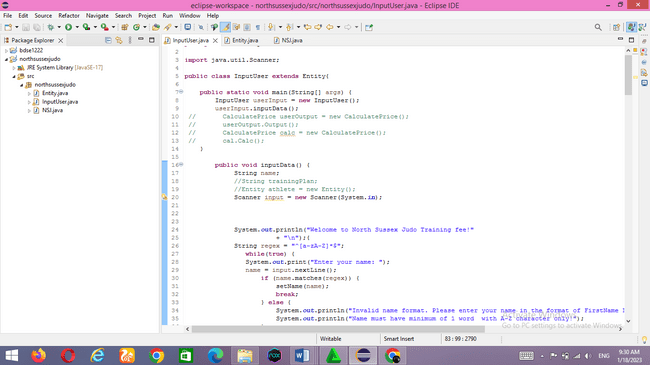 eclipse-workspace - northsussexjudo/src/northsussexjudo/InputUser.java - Eclipse IDE
File Edit Source Refactor Navigate Search Project Run Window Help
Package Explorer
InputUser.java Entity.java NSJ.java
bdse1222
northsussexjudo
JRE System Library [JavaSE-17]
src
northsussexjudo
Entity.java
InputUser.java
NSJ.java
2
3 import java.util.Scanner;
4
5 public class InputUser extends Entity{
6
7 public static void main(String[] args) {
8 InputUser userInput = new InputUser();
9 userInput.inputData();
10 // CalculatePrice userOutput = new CalculatePrice();
11 // userOutput.Output();
12 // CalculatePrice calc = new CalculatePrice();
13 // cal.Calc();
14 }
15
16 public void inputData() {
17 String name;
18 //String trainingPlan;
19 //Entity athlete = new Entity();
20 Scanner input = new Scanner(System.in);
21
22
23
24 System.out.println("Welcome to North Sussex Judo Training fee!"
25 + "\n");{
26 String regex = "^[a-zA-Z]*$";
27 while(true) {
28 System.out.print("Enter your name: ");
29 name = input.nextLine();
30 if (name.matches(regex)) {
31 setName(name);
32 break;
33 } else {
34 System.out.println("Invalid name format. Please enter your name in the format of FirstName
35 System.out.println("Name must have minimum of 1 word with A-Z character only!");
Go to PC settings to activate Windows.
Writable Smart Insert 83 : 99 : 2790
ENG
9:30 AM
1/18/2023